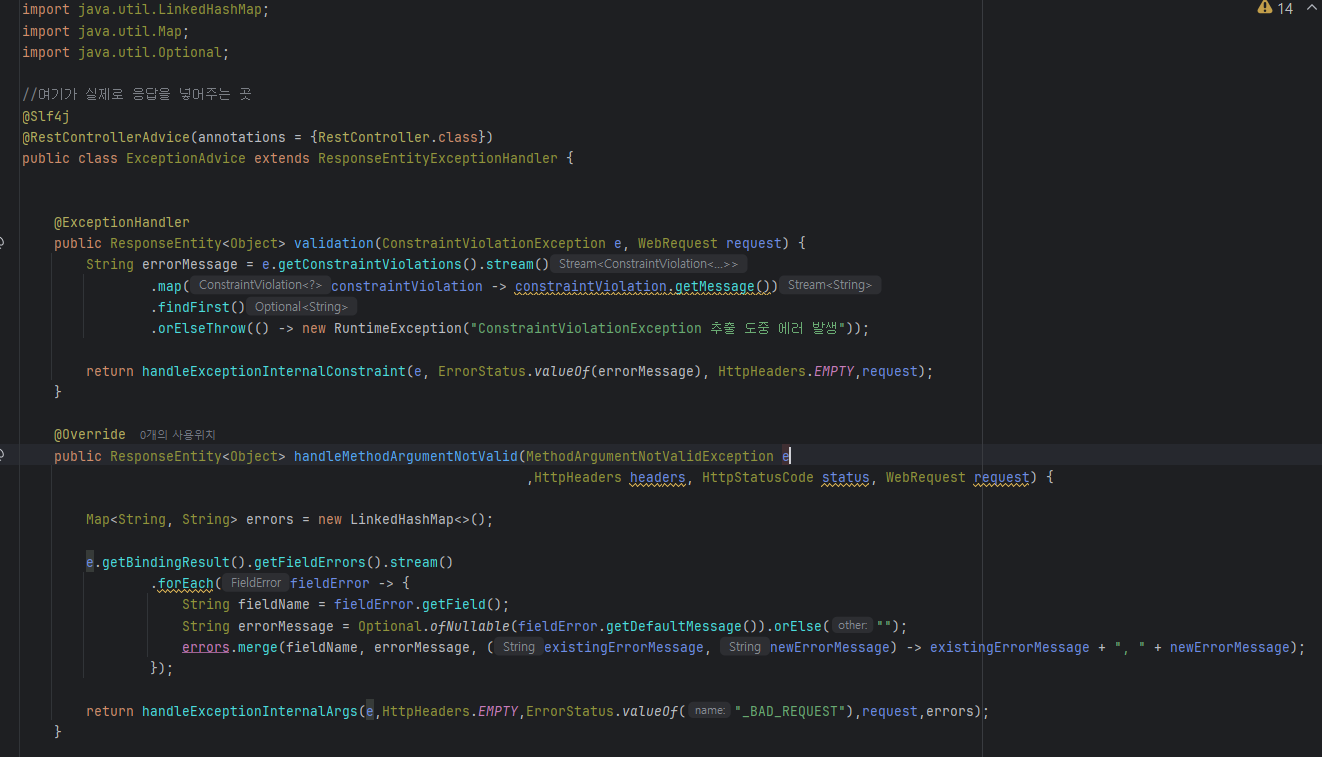 import java.util.LinkedHashMap;
14
import java.util.Map;
import java.util.Optional;
//여기가 실제로 응답을 넣어주는 곳
@Slf4j
@RestControllerAdvice(annotations = {RestController.class})
public class ExceptionAdvice extends ResponseEntityExceptionHandler {
@ExceptionHandler
public ResponseEntity<Object> validation(ConstraintViolationException e, WebRequest request) {
String errorMessage = e.getConstraintViolations().stream() Stream<ConstraintViolation<...>>
.map( ConstraintViolation<?> constraintViolation -> constraintViolation.getMessage()) Stream<String>
.findFirst() Optional<String>
.orElseThrow(() -> new RuntimeException("ConstraintViolationException 추출 도중 에러 발생"));
return handleExceptionInternalConstraint(e, ErrorStatus.valueOf(errorMessage), HttpHeaders.EMPTY,request);
}
@Override 0개의 사용위치
public ResponseEntity<Object> handleMethodArgumentNotValid(MethodArgumentNotValidException e
,HttpHeaders headers, HttpStatusCode status, WebRequest request) {
Map<String, String> errors = new LinkedHashMap<>();
e.getBindingResult().getFieldErrors().stream()
.forEach( FieldError fieldError -> {
String fieldName = fieldError.getField();
String errorMessage = Optional.ofNullable(fieldError.getDefaultMessage()).orElse( other: "");
errors.merge(fieldName, errorMessage, ( String existingErrorMessage, String newErrorMessage) -> existingErrorMessage + ", " + newErrorMessage);
});
return handleExceptionInternalArgs(e,HttpHeaders.EMPTY,ErrorStatus.valueOf( name: "_BAD_REQUEST"),request,errors);
}